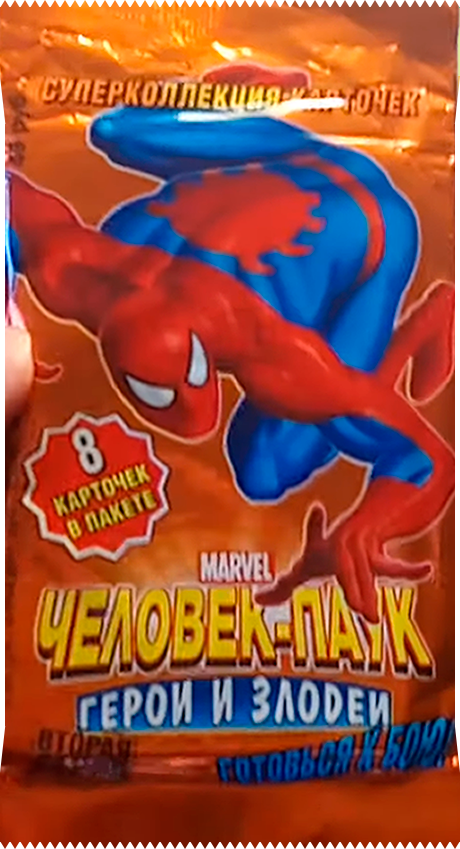 СУПЕРКОЛЛЕКЦИЯ КАРТОЧЕК
8
КАРТОЧЕК
В ПАКЕТЕ
MARVEL
ЧЕЛОВЕК-ПАУК
ГЕРОИ И ЗЛОДЕИ
ВТОРАЯ
ГОТОВЬСЯ К БОЮ!